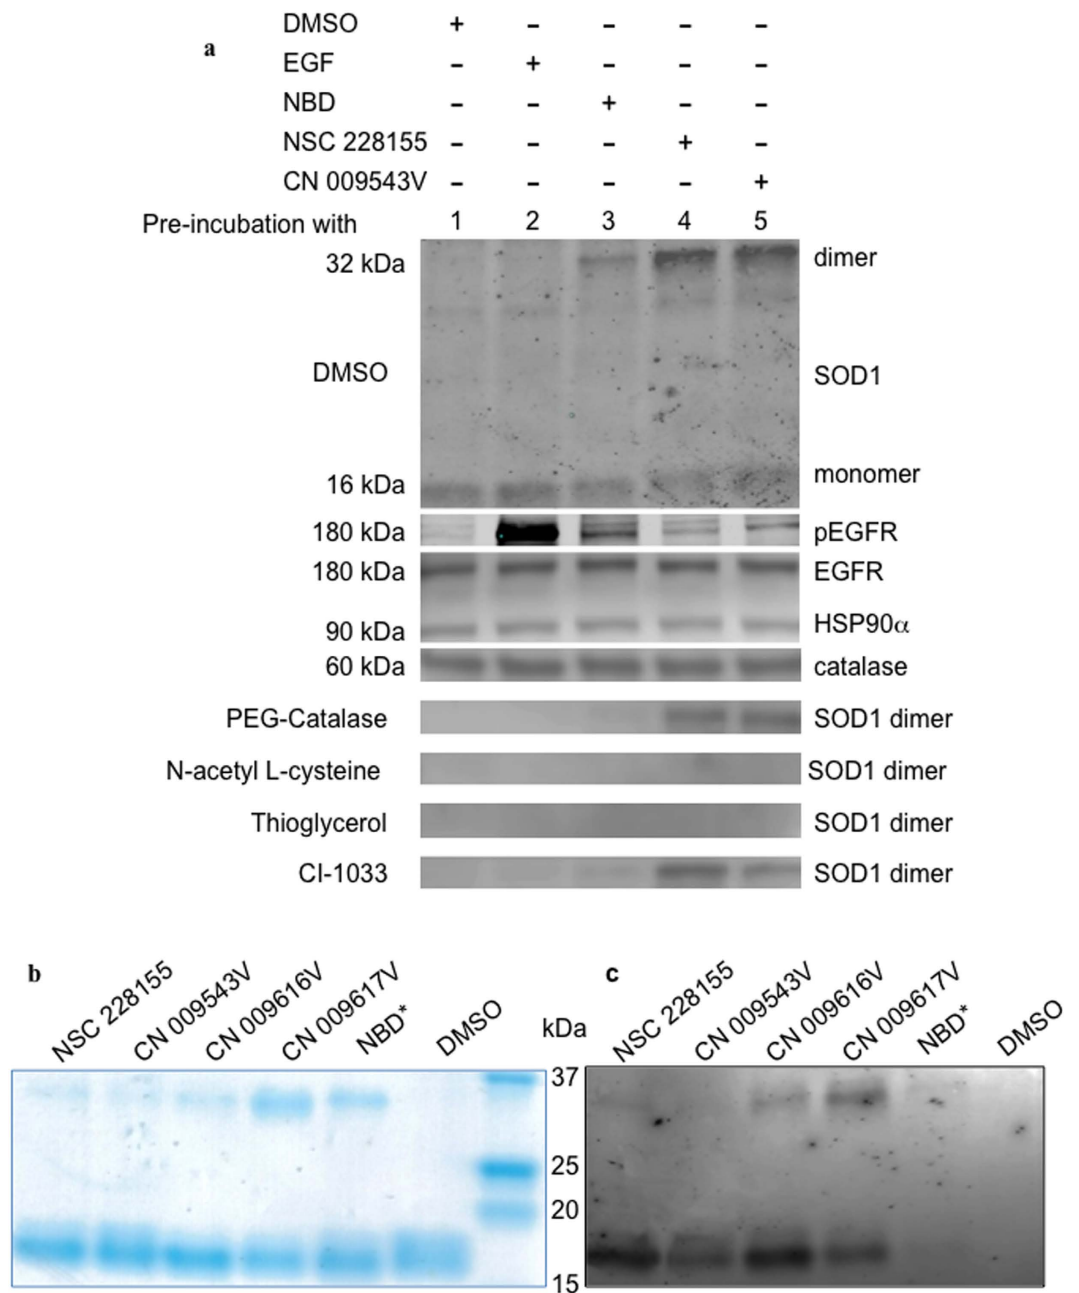 a
DMSO + – – – –
EGF – + – – –
NBD – – + – –
NSC 228155 – – – + –
CN 009543V – – – – +
Pre-incubation with 1 2 3 4 5
32 kDa dimer
DMSO SOD1
16 kDa monomer
180 kDa pEGFR
180 kDa EGFR
90 kDa HSP90α
60 kDa catalase
PEG-Catalase SOD1 dimer
N-acetyl L-cysteine SOD1 dimer
Thioglycerol SOD1 dimer
CI-1033 SOD1 dimer
b
NSC 228155 CN 009543V CN 009616V CN 009617V NBD* DMSO
kDa
37
25
20
15
c
NSC 228155 CN 009543V CN 009616V CN 009617V NBD* DMSO